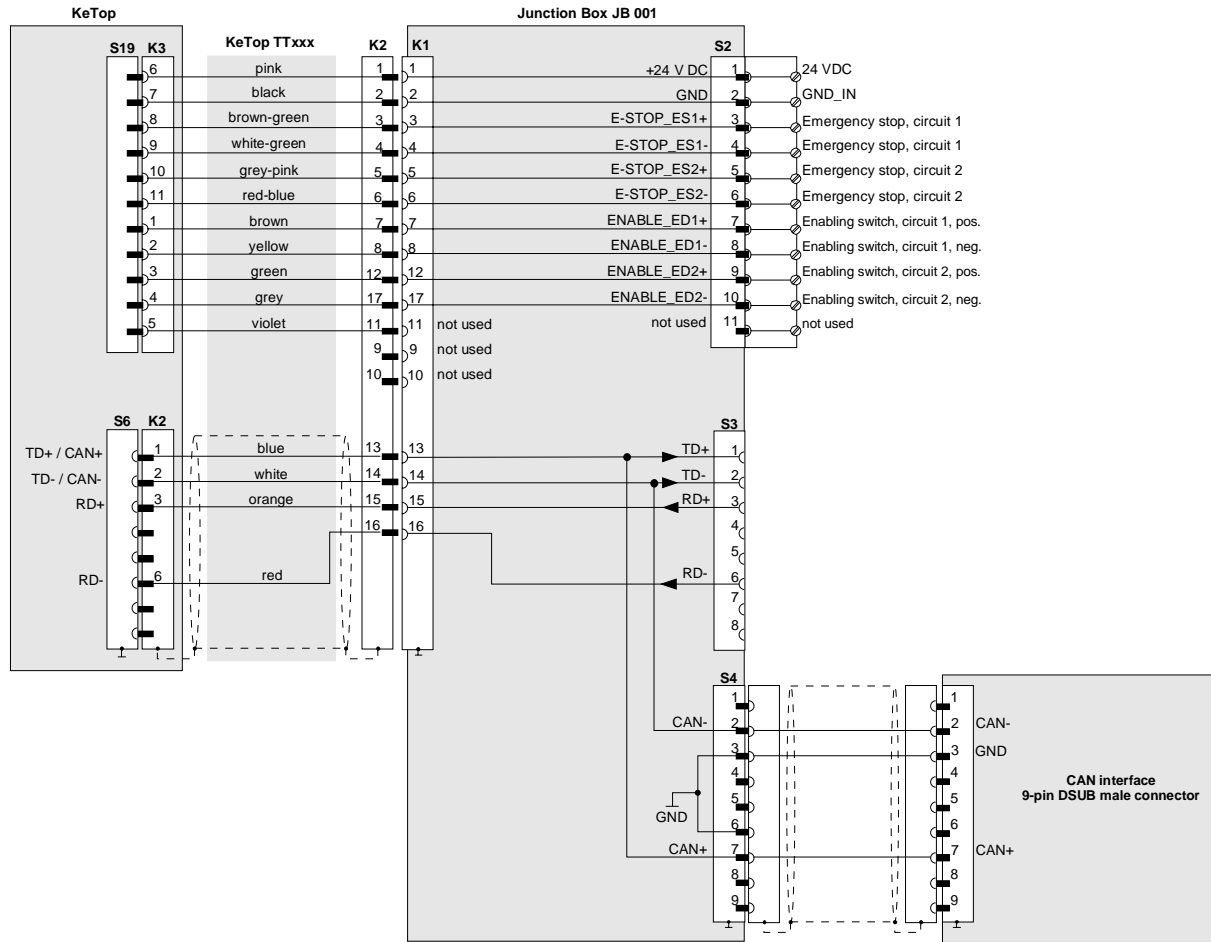 KeTop
Junction Box JB 001
S19 K3
KeTop TTxxx
K2 K1
S2
6 pink 1 1 +24 V DC 1 24 VDC
7 black 2 2 GND 2 GND_IN
8 brown-green 3 3 E-STOP_ES1+ 3 Emergency stop, circuit 1
9 white-green 4 4 E-STOP_ES1- 4 Emergency stop, circuit 1
10 grey-pink 5 5 E-STOP_ES2+ 5 Emergency stop, circuit 2
11 red-blue 6 6 E-STOP_ES2- 6 Emergency stop, circuit 2
1 brown 7 7 ENABLE_ED1+ 7 Enabling switch, circuit 1, pos.
2 yellow 8 8 ENABLE_ED1- 8 Enabling switch, circuit 1, neg.
3 green 12 12 ENABLE_ED2+ 9 Enabling switch, circuit 2, pos.
4 grey 17 17 ENABLE_ED2- 10 Enabling switch, circuit 2, neg.
5 violet 11 11 not used not used 11 not used
9 9 not used
10 10 not used
S6 K2
S3
TD+ / CAN+ 1 blue 13 13 TD+ 1
TD- / CAN- 2 white 14 14 TD- 2
RD+ 3 orange 15 15 RD+ 3
16 16 4
5
RD- 6 red RD- 6
7
8
S4
1 1
CAN- 2 2 CAN-
3 3 GND
4 4
5 5
GND
6 6
CAN+ 7 7 CAN+
8 8
9 9
CAN interface
9-pin DSUB male connector